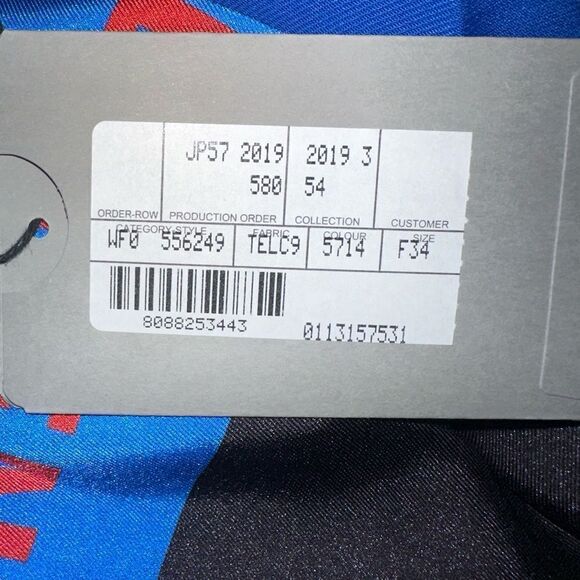 JP57 2019 2019 3
580 54
ORDER-ROW PRODUCTION ORDER COLLECTION CUSTOMER
CATEGORY-STYLE FABRIC COLOUR SIZE
WF0 556249 TELC9 5714 F34
8088253443 0113157531